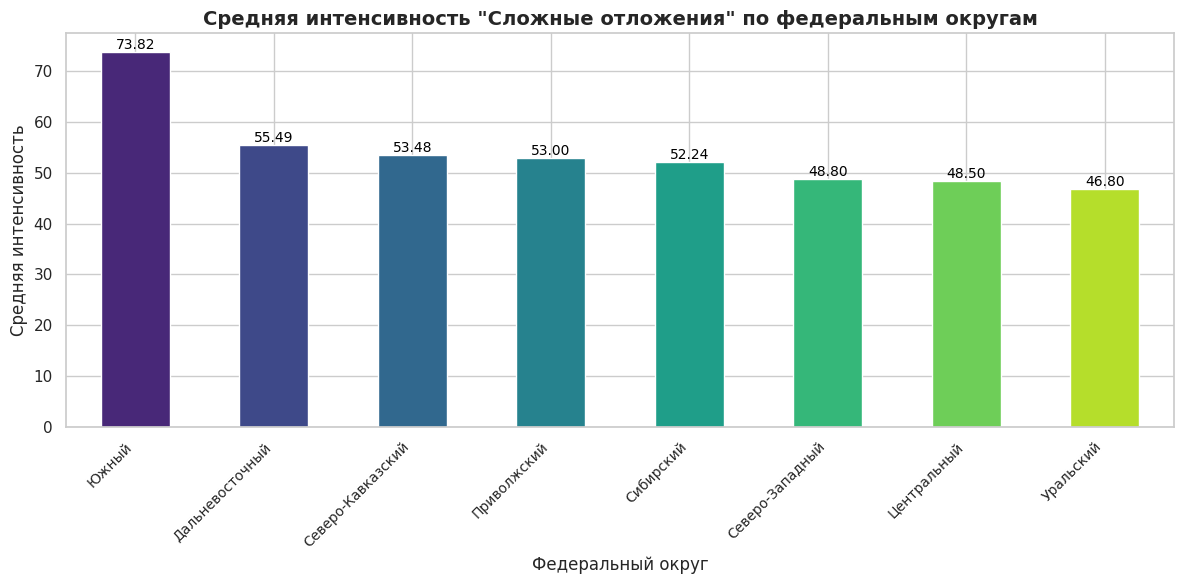 Средняя интенсивность "Сложные отложения" по федеральным округам
Средняя интенсивность
70
60
50
40
30
20
10
0
73.82
55.49
53.48
53.00
52.24
48.80
48.50
46.80
Южный
Дальневосточный
Северо-Кавказский
Приволжский
Сибирский
Северо-Западный
Центральный
Уральский
Федеральный округ